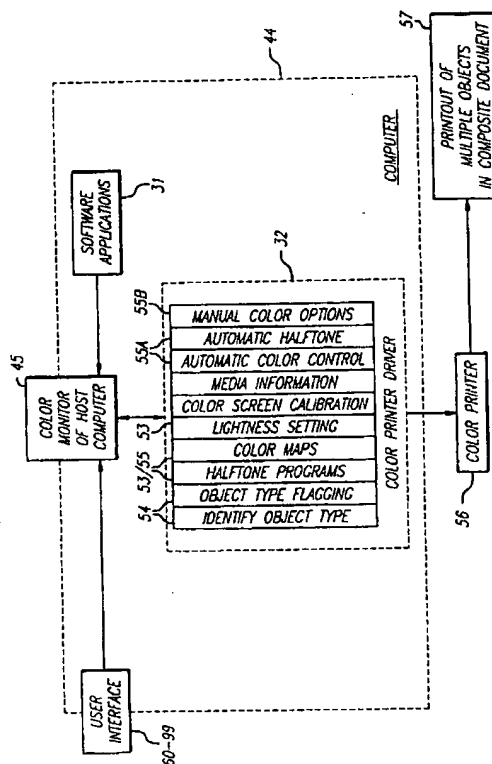 44
COMPUTER
45
COLOR
MONITOR
OF HOST
COMPUTER
31
SOFTWARE
APPLICATIONS
USER
INTERFACE
60-99
32
55B
MANUAL COLOR OPTIONS
55A
AUTOMATIC HALFTONE
AUTOMATIC COLOR CONTROL
MEDIA INFORMATION
COLOR SCREEN CALIBRATION
53
LIGHTNESS SETTING
53/55
COLOR MAPS
HALFTONE PROGRAMS
54
OBJECT TYPE FLAGGING
IDENTIFY OBJECT TYPE
COLOR PRINTER DRIVER
COLOR PRINTER
56
57
PRINTOUT OF
MULTIPLE OBJECTS
IN COMPOSITE DOCUMENT